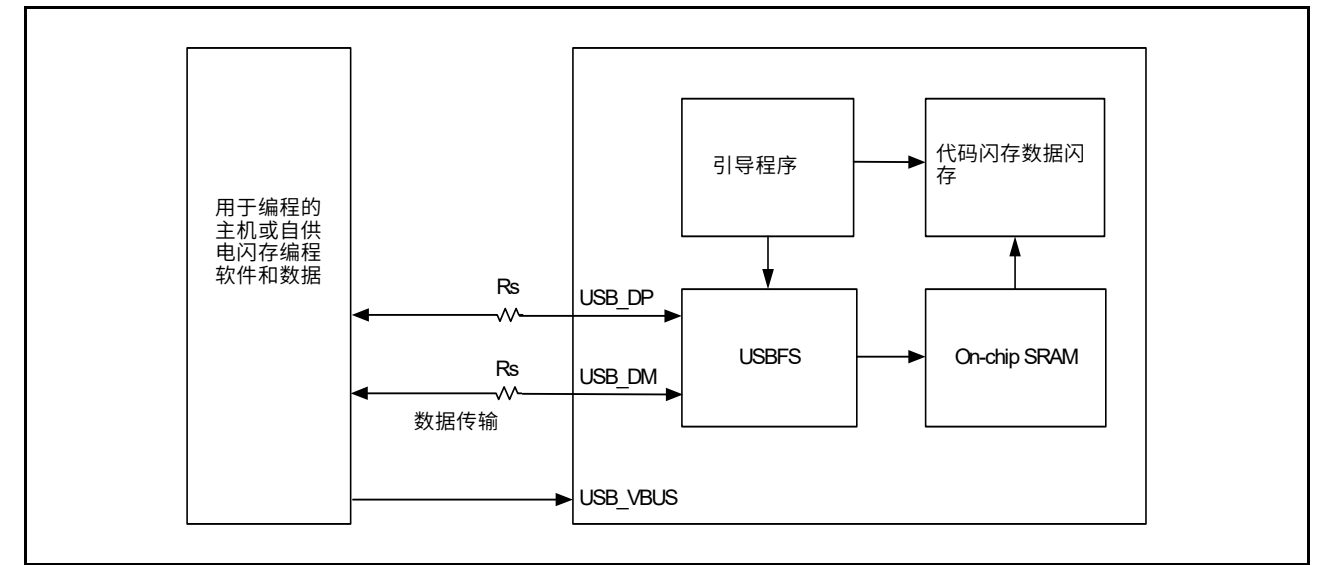 引导程序
代码闪存数据闪
存
用于编程的
主机或自供
电闪存编程
软件和数据
Rs
USB_DP
USBFS
On-chip SRAM
Rs
USB_DM
数据传输
USB_VBUS